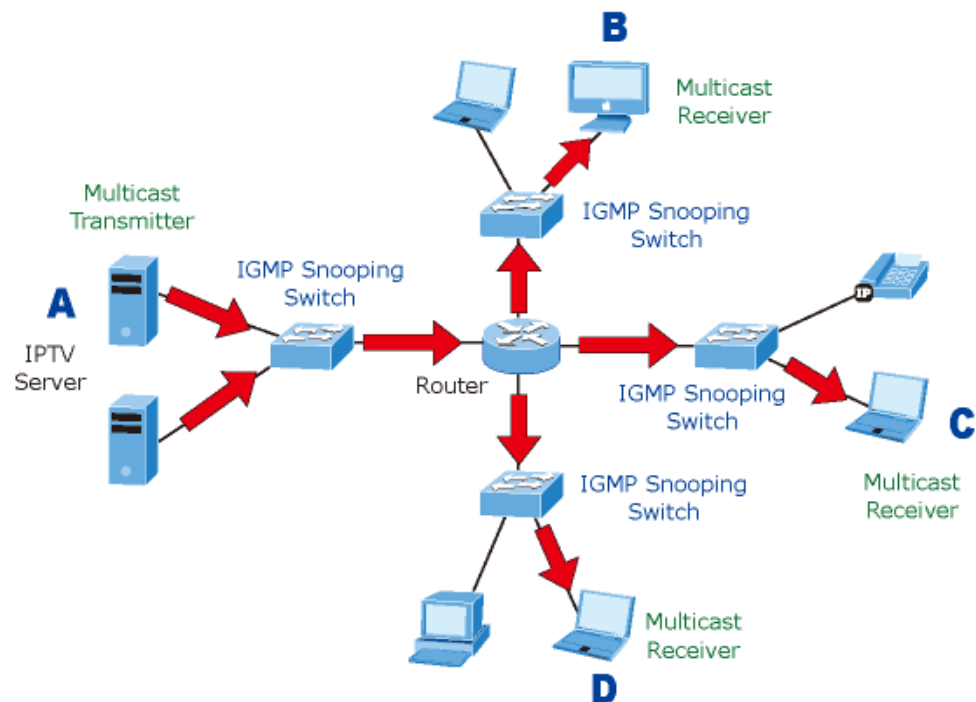 B
Multicast
Receiver
Multicast
Transmitter
IGMP Snooping
Switch
IGMP Snooping
Switch
A
IPTV
Server
Router
IP
IGMP Snooping
Switch
C
Multicast
Receiver
IGMP Snooping
Switch
Multicast
Receiver
D